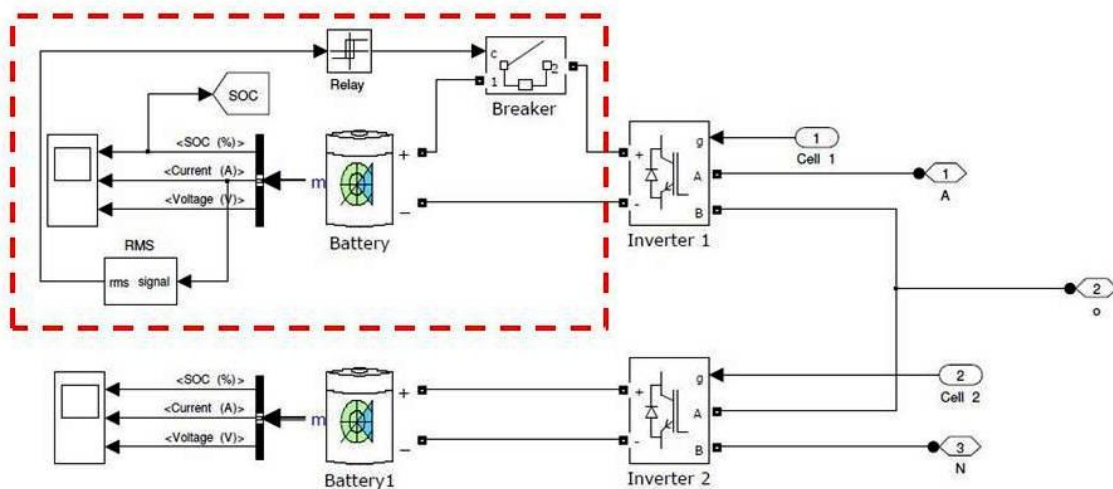 Relay
c
1
2
Breaker
SOC
<SOC (%)>
<Current (A)>
<Voltage (V)>
m
+
−
Battery
RMS
rms signal
+
-
g
A
B
Inverter 1
1
Cell 1
1
A
2
o
<SOC (%)>
<Current (A)>
<Voltage (V)>
m
+
−
Battery1
+
-
g
A
B
Inverter 2
2
Cell 2
3
N